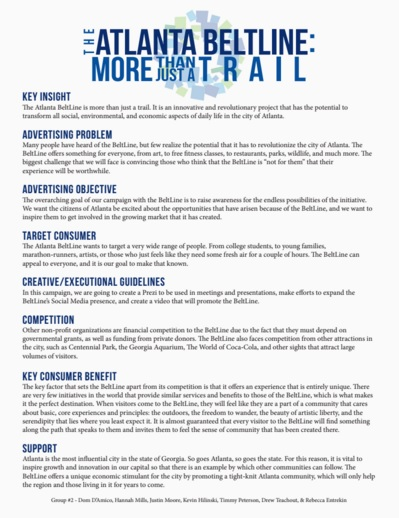 THE ATLANTA BELTLINE:
MORE THAN JUST A TRAIL
KEY INSIGHT
The Atlanta BeltLine is more than just a trail. It is an innovative and revolutionary project that has the potential to
transform all social, environmental, and economic aspects of daily life in the city of Atlanta.
ADVERTISING PROBLEM
Many people have heard of the BeltLine, but few realize the potential that it has to revolutionize the city of Atlanta. The
BeltLine offers something for everyone, from art, to free fitness classes, to restaurants, parks, wildlife, and much more. The
biggest challenge that we will face is convincing those who think that the BeltLine is "not for them" that their
experience will be worthwhile.
ADVERTISING OBJECTIVE
The overarching goal of our campaign with the BeltLine is to raise awareness for the endless possibilities of the initiative.
We want the citizens of Atlanta be excited about the opportunities that have arisen because of the BeltLine, and we want to
inspire them to get involved in the growing market that it has created.
TARGET CONSUMER
The Atlanta BeltLine wants to target a very wide range of people. From college students, to young families,
marathon-runners, artists, or those who just feels like they need some fresh air for a couple of hours. The BeltLine can
appeal to everyone, and it is our goal to make that known.
CREATIVE/EXECUTIONAL GUIDELINES
In this campaign, we are going to create a Prezi to be used in meetings and presentations, make efforts to expand the
BeltLine's Social Media presence, and create a video that will promote the BeltLine.
COMPETITION
Other non-profit organizations are financial competition to the BeltLine due to the fact that they must depend on
governmental grants, as well as funding from private donors. The BeltLine also faces competition from other attractions in
the city, such as Centennial Park, the Georgia Aquarium, The World of Coca-Cola, and other sights that attract large
volumes of visitors.
KEY CONSUMER BENEFIT
The key factor that sets the BeltLine apart from its competition is that it offers an experience that is entirely unique. There
are very few initiatives in the world that provide similar services and benefits to those of the BeltLine, which is what makes
it the perfect destination. When visitors come to the BeltLine, they will feel like they are a part of a community that cares
about basic, core experiences and principles: the outdoors, the freedom to wander, the beauty of artistic liberty, and the
serendipity that lies where you least expect it. It is almost guaranteed that every visitor to the BeltLine will find something
along the path that speaks to them and invites them to feel the sense of community that has been created there.
SUPPORT
Atlanta is the most influential city in the state of Georgia. So goes Atlanta, so goes the state. For this reason, it is vital to
inspire growth and innovation in our capital so that there is an example by which other communities can follow. The
BeltLine offers a unique economic stimulant for the city by promoting a tight-knit Atlanta community, which will only help
the region and those living in it for years to come.
Group #2 - Dom D'Amico, Hannah Mills, Justin Moore, Kevin Hilinski, Timmy Peterson, Drew Teachout, & Rebecca Entrekin